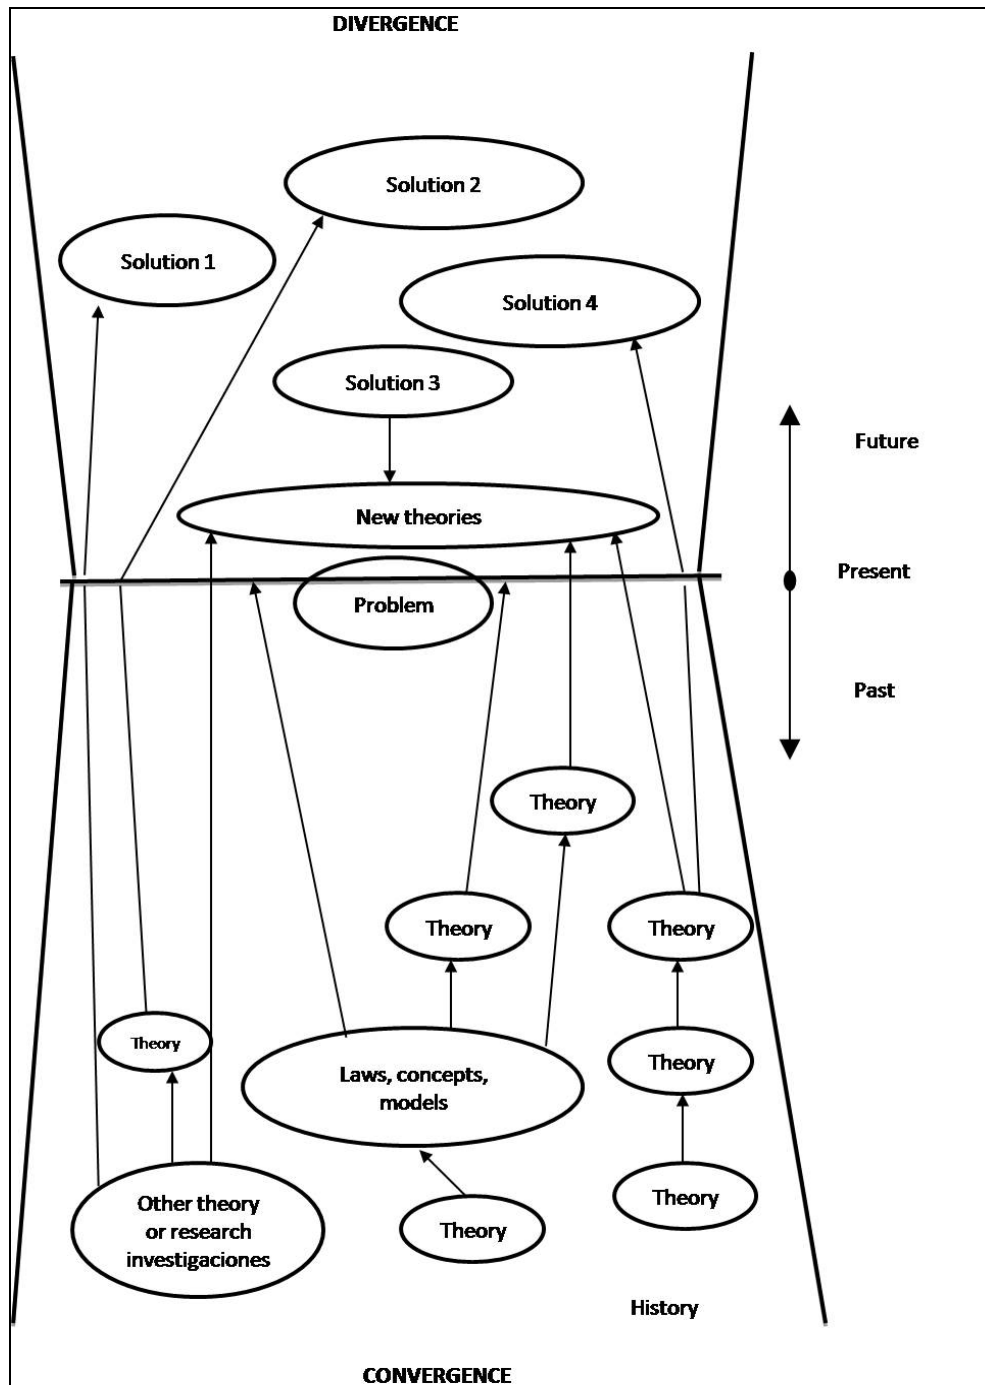 DIVERGENCE
Solution 2
Solution 1
Solution 4
Solution 3
Future
New theories
Present
Problem
Past
Theory
Theory
Theory
Theory
Theory
Laws, concepts,
models
Other theory
or research
investigaciones
Theory
Theory
History
CONVERGENCE